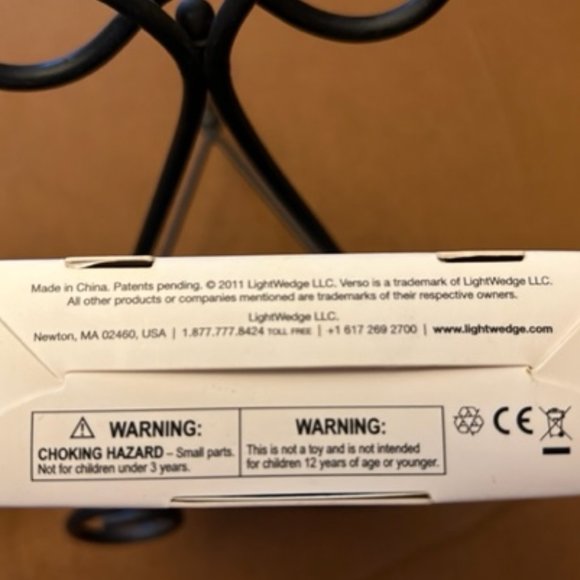 Made in China. Patents pending. © 2011 LightWedge LLC. Verso is a trademark of LightWedge LLC.
All other products or companies mentioned are trademarks of their respective owners.
LightWedge LLC.
Newton, MA 02460, USA | 1.877.777.8424 TOLL FREE | +1 617 269 2700 | www.lightwedge.com
WARNING:
CHOKING HAZARD – Small parts.
Not for children under 3 years.
WARNING:
This is not a toy and is not intended
for children 12 years of age or younger.
CE